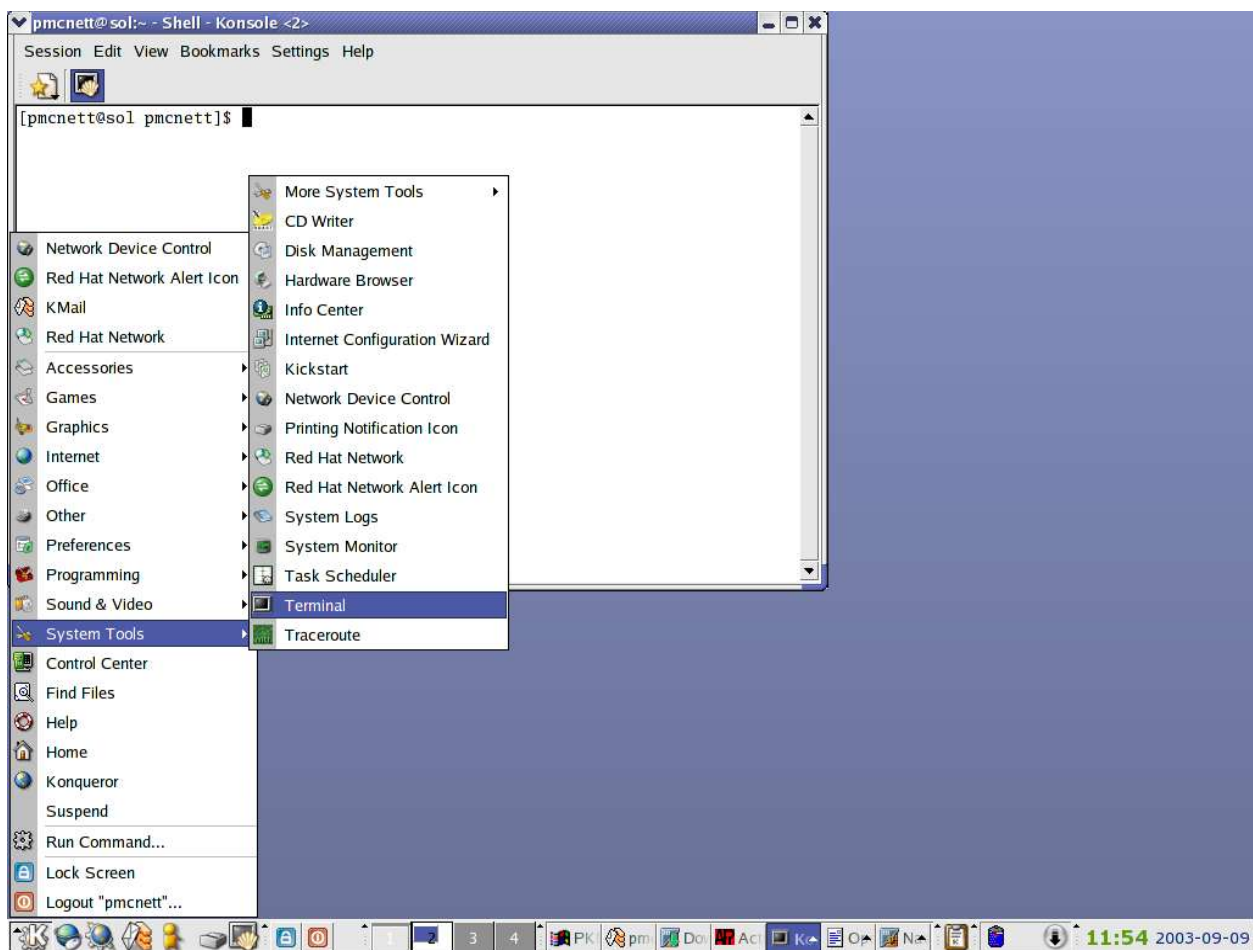 pmcnett@sol:~ - Shell - Konsole <2>
Session Edit View Bookmarks Settings Help
[pmcnett@sol pmcnett]$
More System Tools
CD Writer
Disk Management
Hardware Browser
Info Center
Internet Configuration Wizard
Kickstart
Network Device Control
Printing Notification Icon
Red Hat Network
Red Hat Network Alert Icon
System Logs
System Monitor
Task Scheduler
Terminal
Traceroute
Network Device Control
Red Hat Network Alert Icon
KMail
Red Hat Network
Accessories
Games
Graphics
Internet
Office
Other
Preferences
Programming
Sound & Video
System Tools
Control Center
Find Files
Help
Home
Konqueror
Suspend
Run Command...
Lock Screen
Logout "pmcnett"...
1 2 3 4 PK pm Do Ac Ko O Na 11:54 2003-09-09